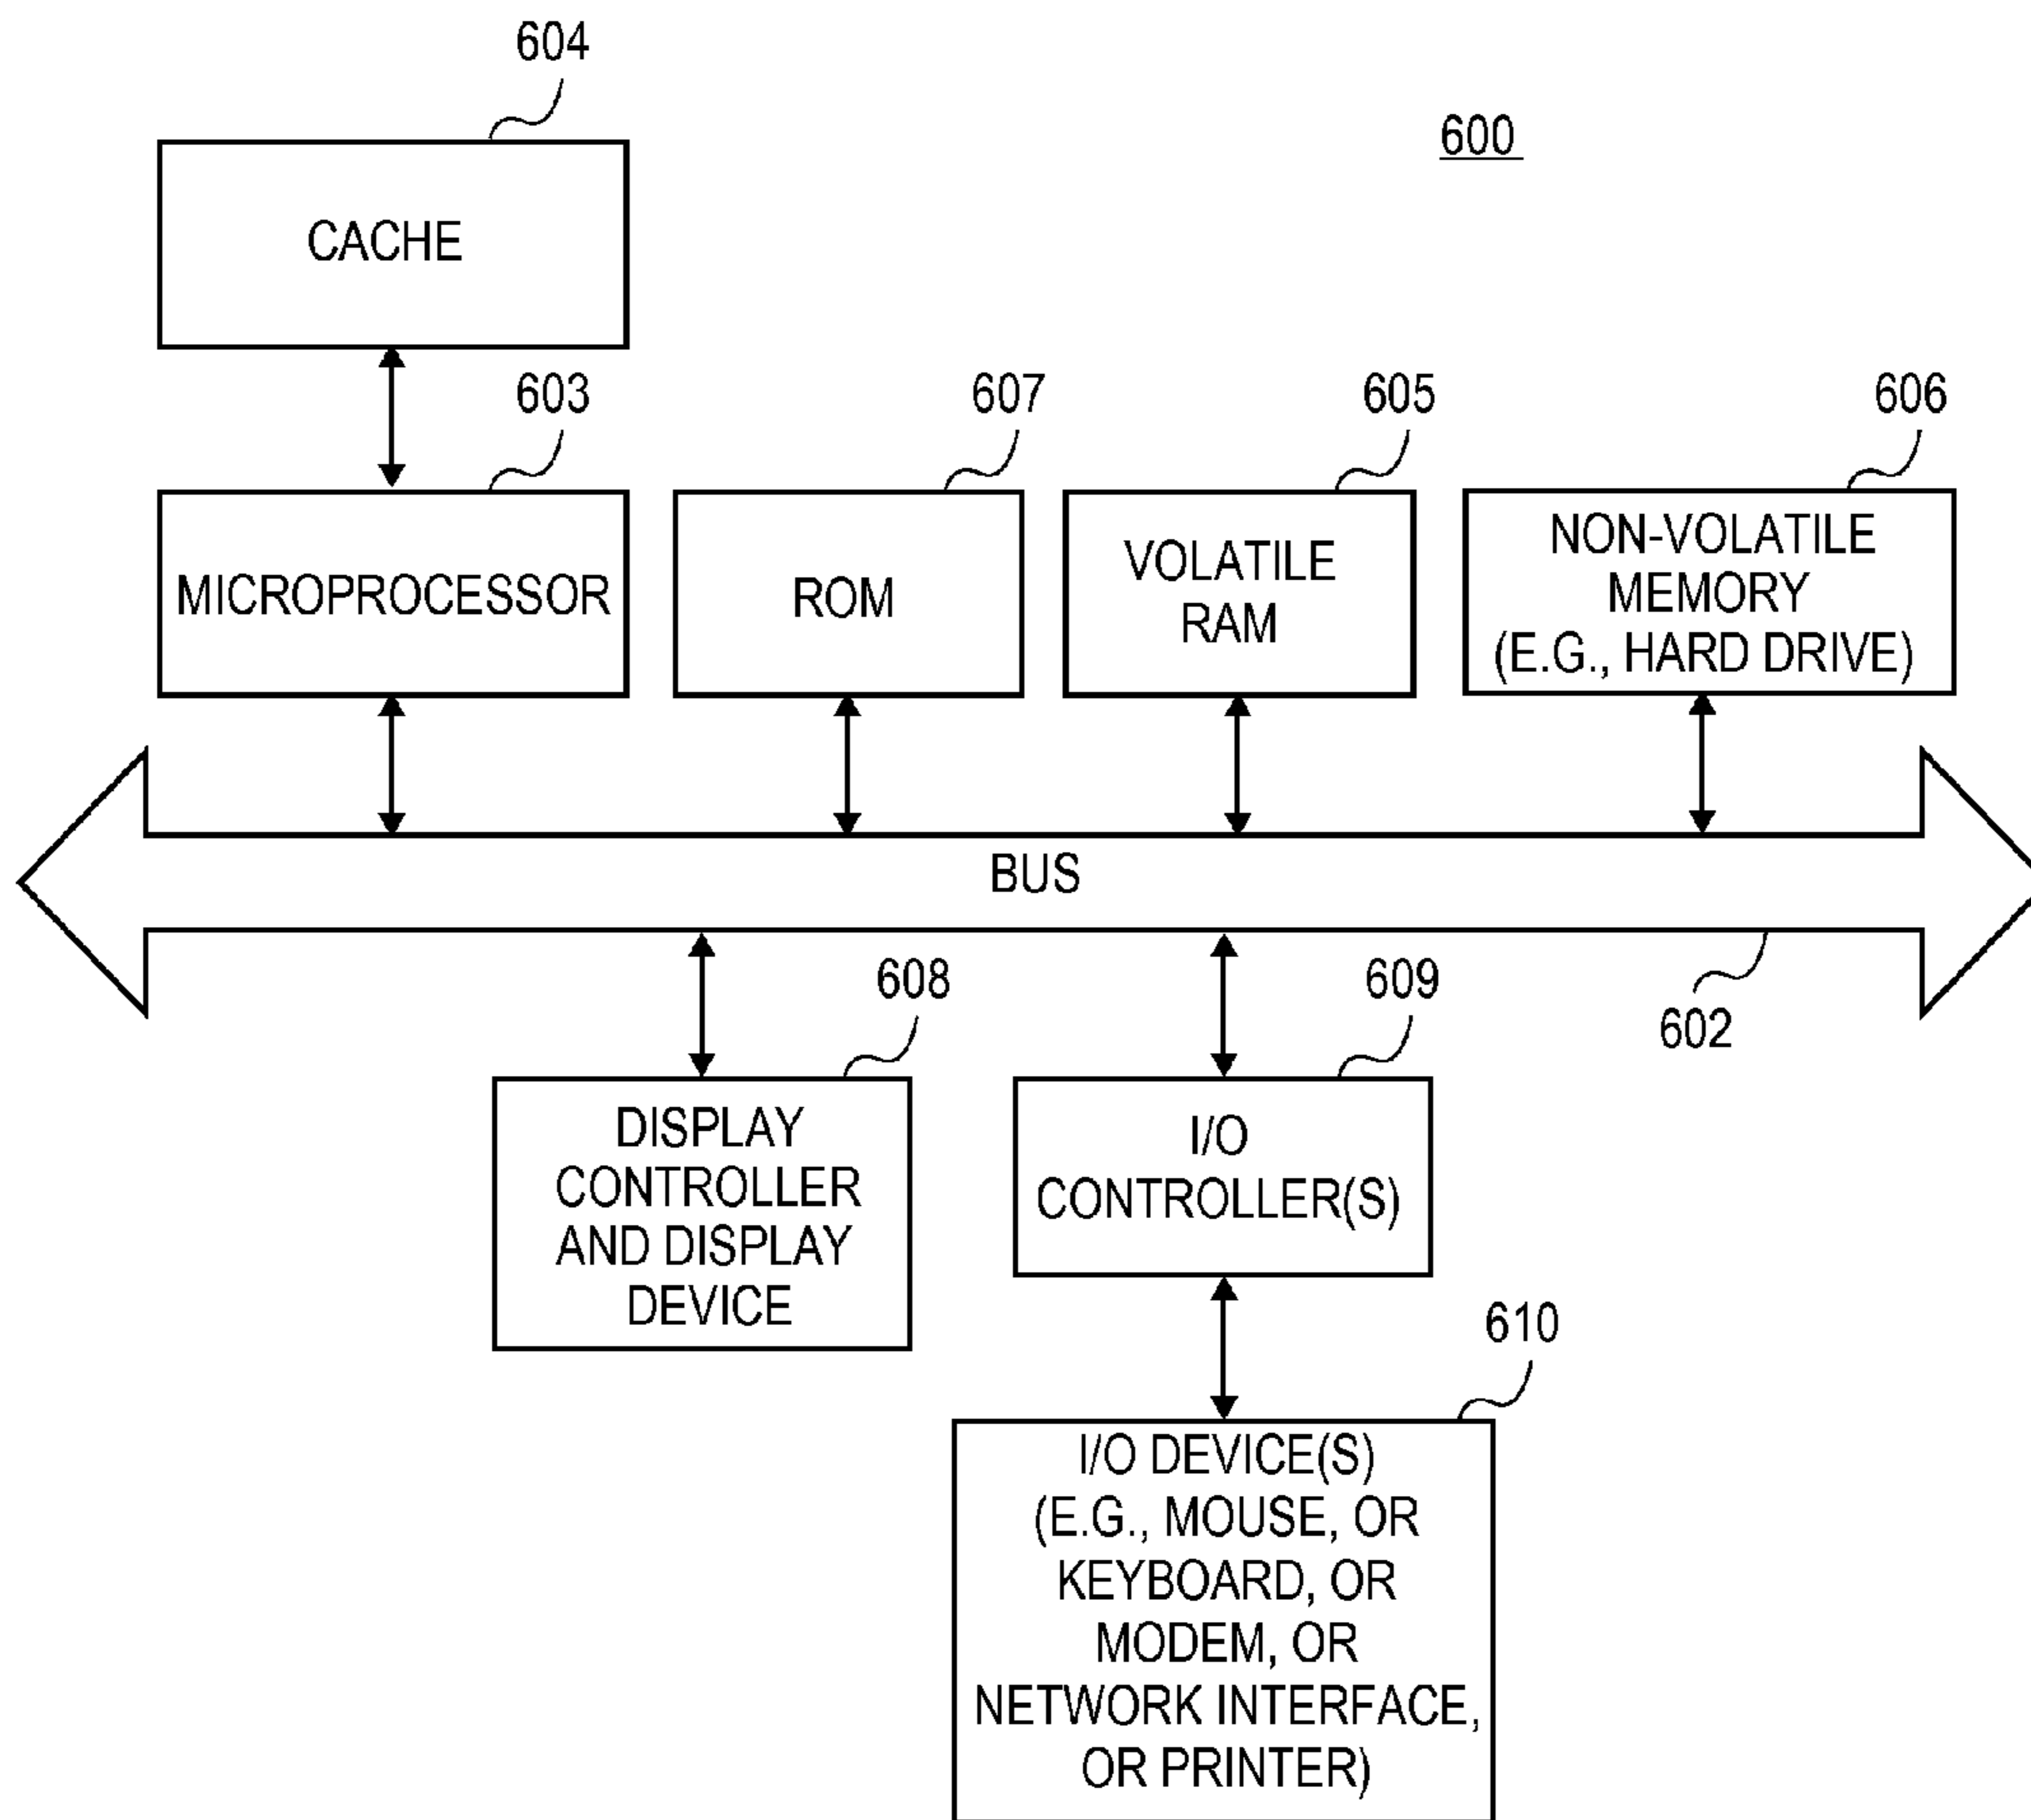 604
600
CACHE
603
607
605
606
MICROPROCESSOR
ROM
VOLATILE
RAM
NON-VOLATILE
MEMORY
(E.G., HARD DRIVE)
BUS
608
609
602
DISPLAY
CONTROLLER
AND DISPLAY
DEVICE
I/O
CONTROLLER(S)
610
I/O DEVICE(S)
(E.G., MOUSE, OR
KEYBOARD, OR
MODEM, OR
NETWORK INTERFACE,
OR PRINTER)